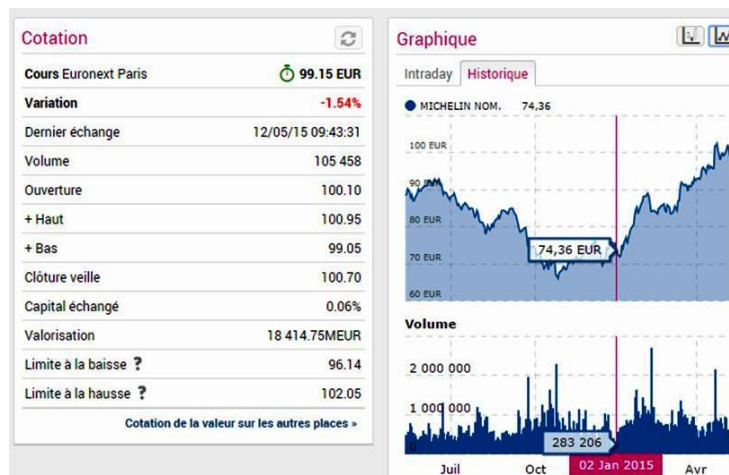 Cotation
Cours Euronext Paris 99.15 EUR
Variation -1.54%
Dernier échange 12/05/15 09:43:31
Volume 105 458
Ouverture 100.10
+ Haut 100.95
+ Bas 99.05
Clôture veille 100.70
Capital échangé 0.06%
Valorisation 18 414.75MEUR
Limite à la baisse ? 96.14
Limite à la hausse ? 102.05
Cotation de la valeur sur les autres places »
Graphique
Intraday Historique
MICHELIN NOM. 74,36
100 EUR
90 EUR
80 EUR
74,36 EUR
70 EUR
60 EUR
Volume
2 000 000
1 000 000
283 206
0
Juil Oct 02 Jan 2015 Avr